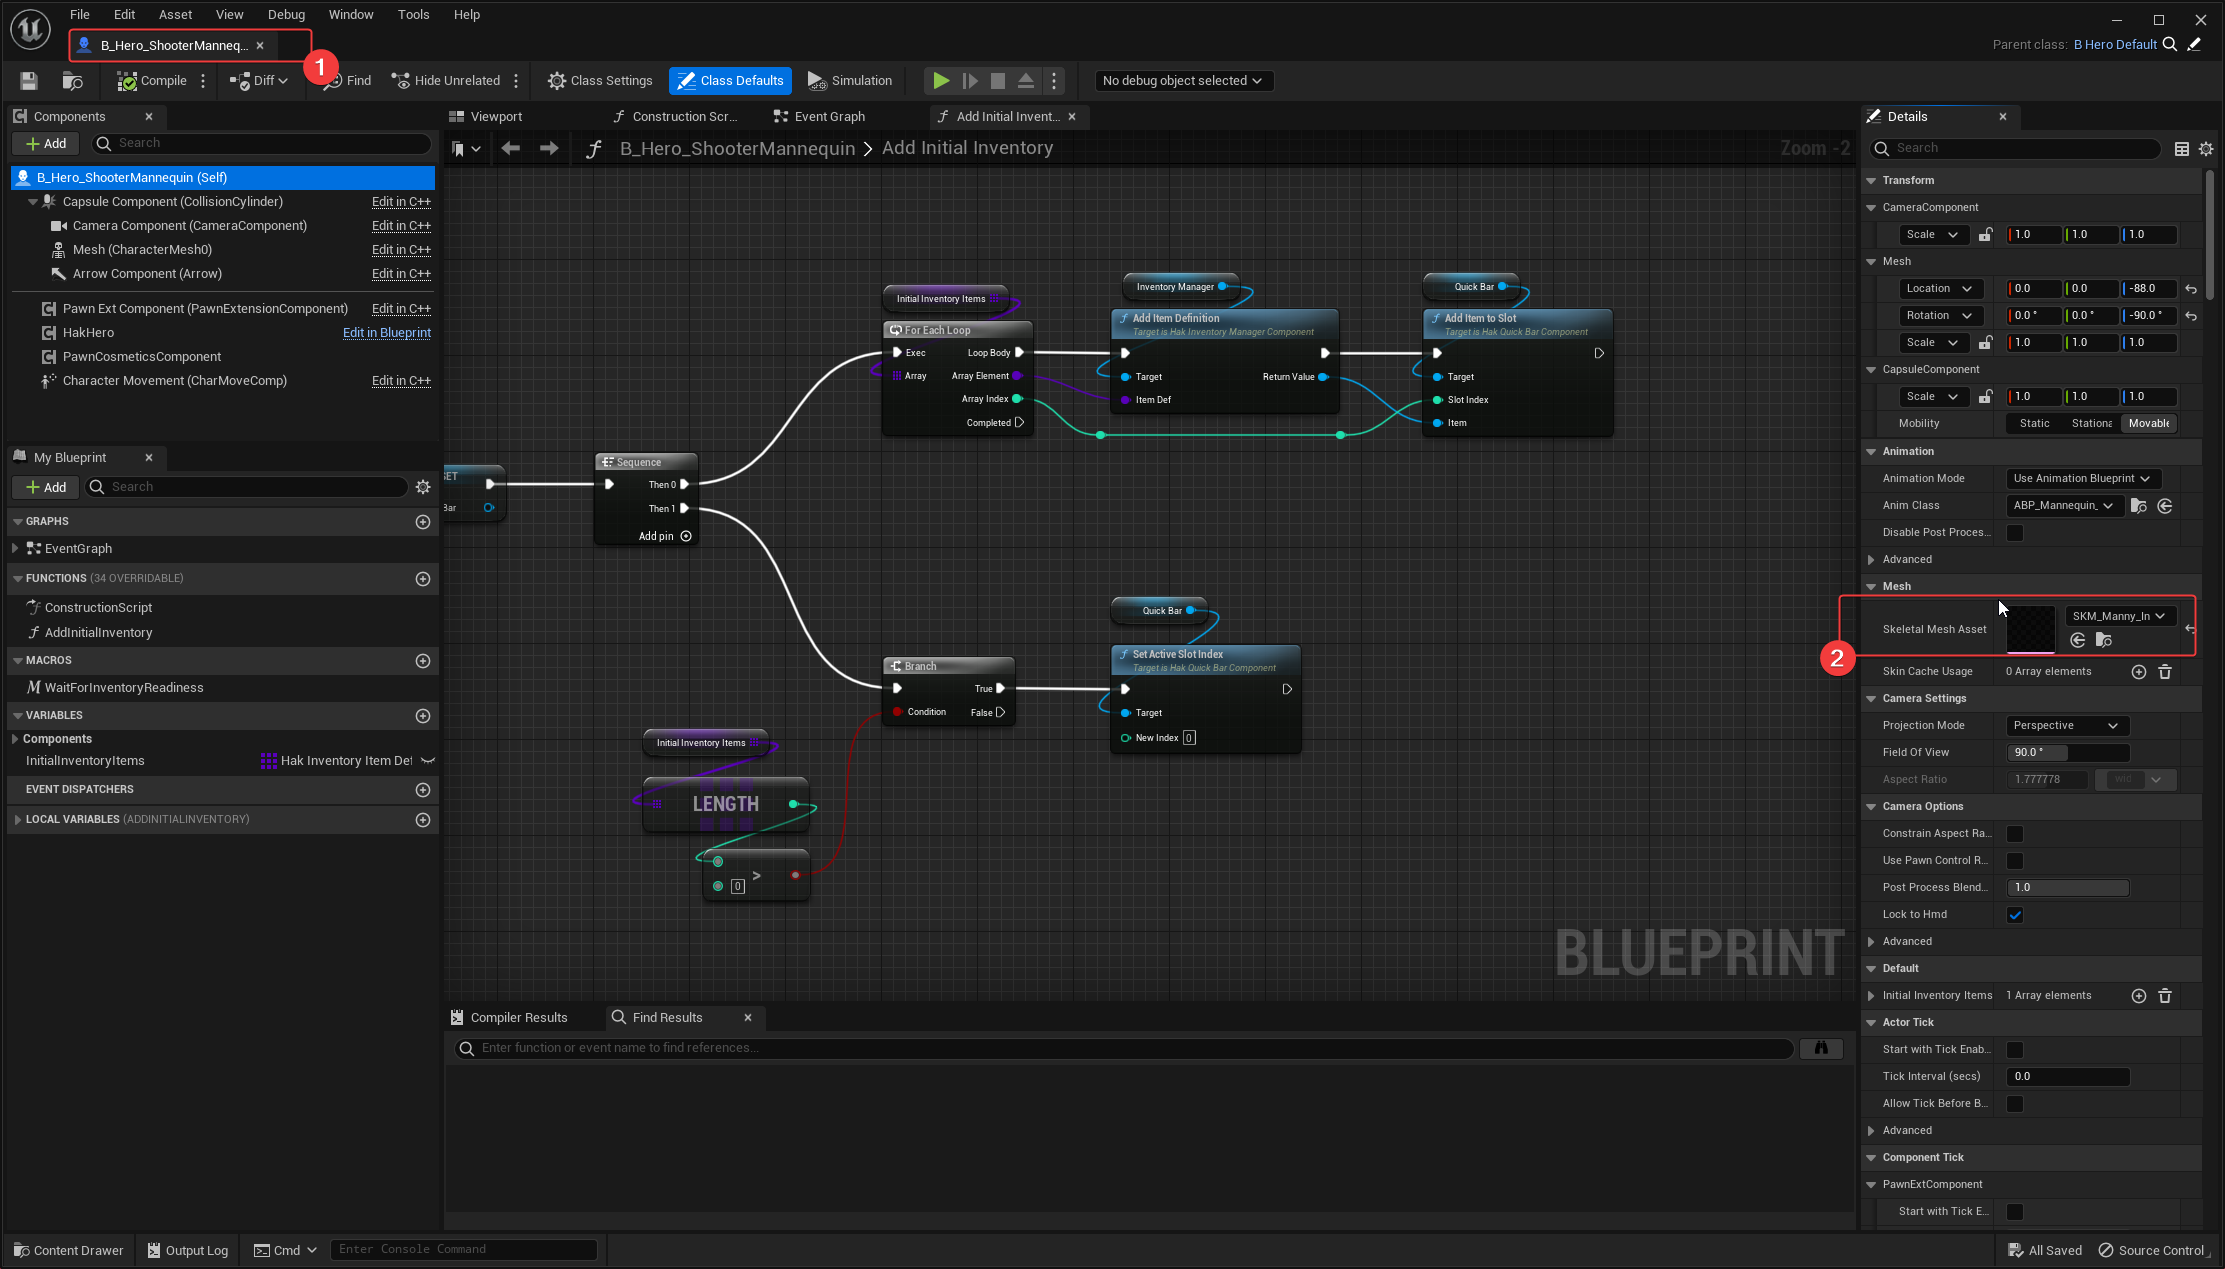 File Edit Asset View Debug Window Tools Help
B_Hero_ShooterManneq...
1
Parent class: B Hero Default
Compile Diff Find Hide Unrelated Class Settings Class Defaults Simulation No debug object selected
Components
Add Search
B_Hero_ShooterMannequin (Self)
Capsule Component (CollisionCylinder) Edit in C++
Camera Component (CameraComponent) Edit in C++
Mesh (CharacterMesh0) Edit in C++
Arrow Component (Arrow) Edit in C++
Pawn Ext Component (PawnExtensionComponent) Edit in C++
HakHero Edit in Blueprint
PawnCosmeticsComponent
Character Movement (CharMoveComp) Edit in C++
My Blueprint
Add Search
GRAPHS
EventGraph
FUNCTIONS (34 OVERRIDABLE)
ConstructionScript
AddInitialInventory
MACROS
WaitForInventoryReadiness
VARIABLES
Components
InitialInventoryItems Hak Inventory Item Def
EVENT DISPATCHERS
LOCAL VARIABLES (ADDINITIALINVENTORY)
Viewport Construction Scr... Event Graph Add Initial Invent...
B_Hero_ShooterMannequin > Add Initial Inventory
Zoom -2
Initial Inventory Items
For Each Loop
Exec Loop Body
Array Array Element
Array Index
Completed
Inventory Manager
Add Item Definition
Target is Hak Inventory Manager Component
Target Return Value
Item Def
Quick Bar
Add Item to Slot
Target is Hak Quick Bar Component
Target
Slot Index
Item
SET
Bar
Sequence
Then 0
Then 1
Add pin
Branch
True
Condition False
Quick Bar
Set Active Slot Index
Target is Hak Quick Bar Component
Target
New Index 0
Initial Inventory Items
LENGTH
>
0
BLUEPRINT
Compiler Results Find Results
Enter function or event name to find references...
Details
Search
Transform
CameraComponent
Scale 1.0 1.0 1.0
Mesh
Location 0.0 0.0 -88.0
Rotation 0.0 ° 0.0 ° -90.0 °
Scale 1.0 1.0 1.0
CapsuleComponent
Scale 1.0 1.0 1.0
Mobility Static Stationa Movable
Animation
Animation Mode Use Animation Blueprint
Anim Class ABP_Mannequin_
Disable Post Proces...
Advanced
Mesh
Skeletal Mesh Asset SKM_Manny_In
2
Skin Cache Usage 0 Array elements
Camera Settings
Projection Mode Perspective
Field Of View 90.0 °
Aspect Ratio 1.777778 wid
Camera Options
Constrain Aspect Ra...
Use Pawn Control R...
Post Process Blend... 1.0
Lock to Hmd
Advanced
Default
Initial Inventory Items 1 Array elements
Actor Tick
Start with Tick Enab...
Tick Interval (secs) 0.0
Allow Tick Before B...
Advanced
Component Tick
PawnExtComponent
Start with Tick E...
Content Drawer Output Log Cmd Enter Console Command All Saved Source Control